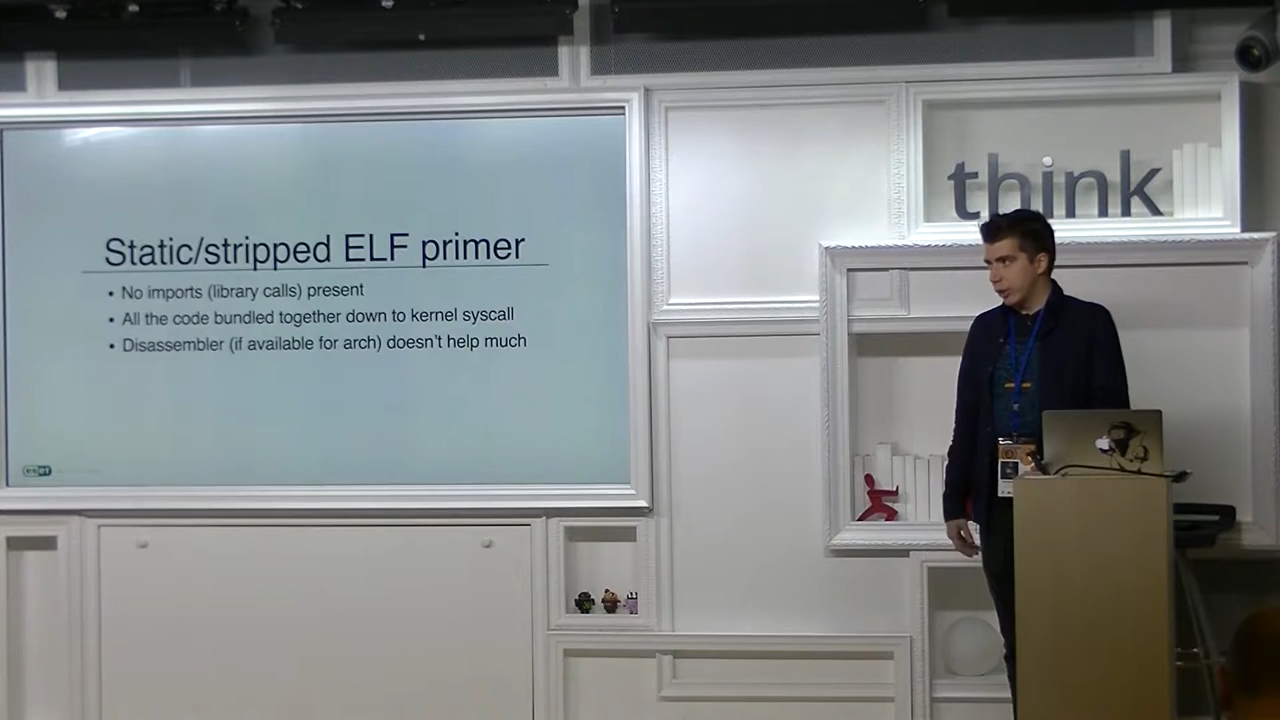 think
Static/stripped ELF primer
• No imports (library calls) present
• All the code bundled together down to kernel syscall
• Disassembler (if available for arch) doesn't help much
eset